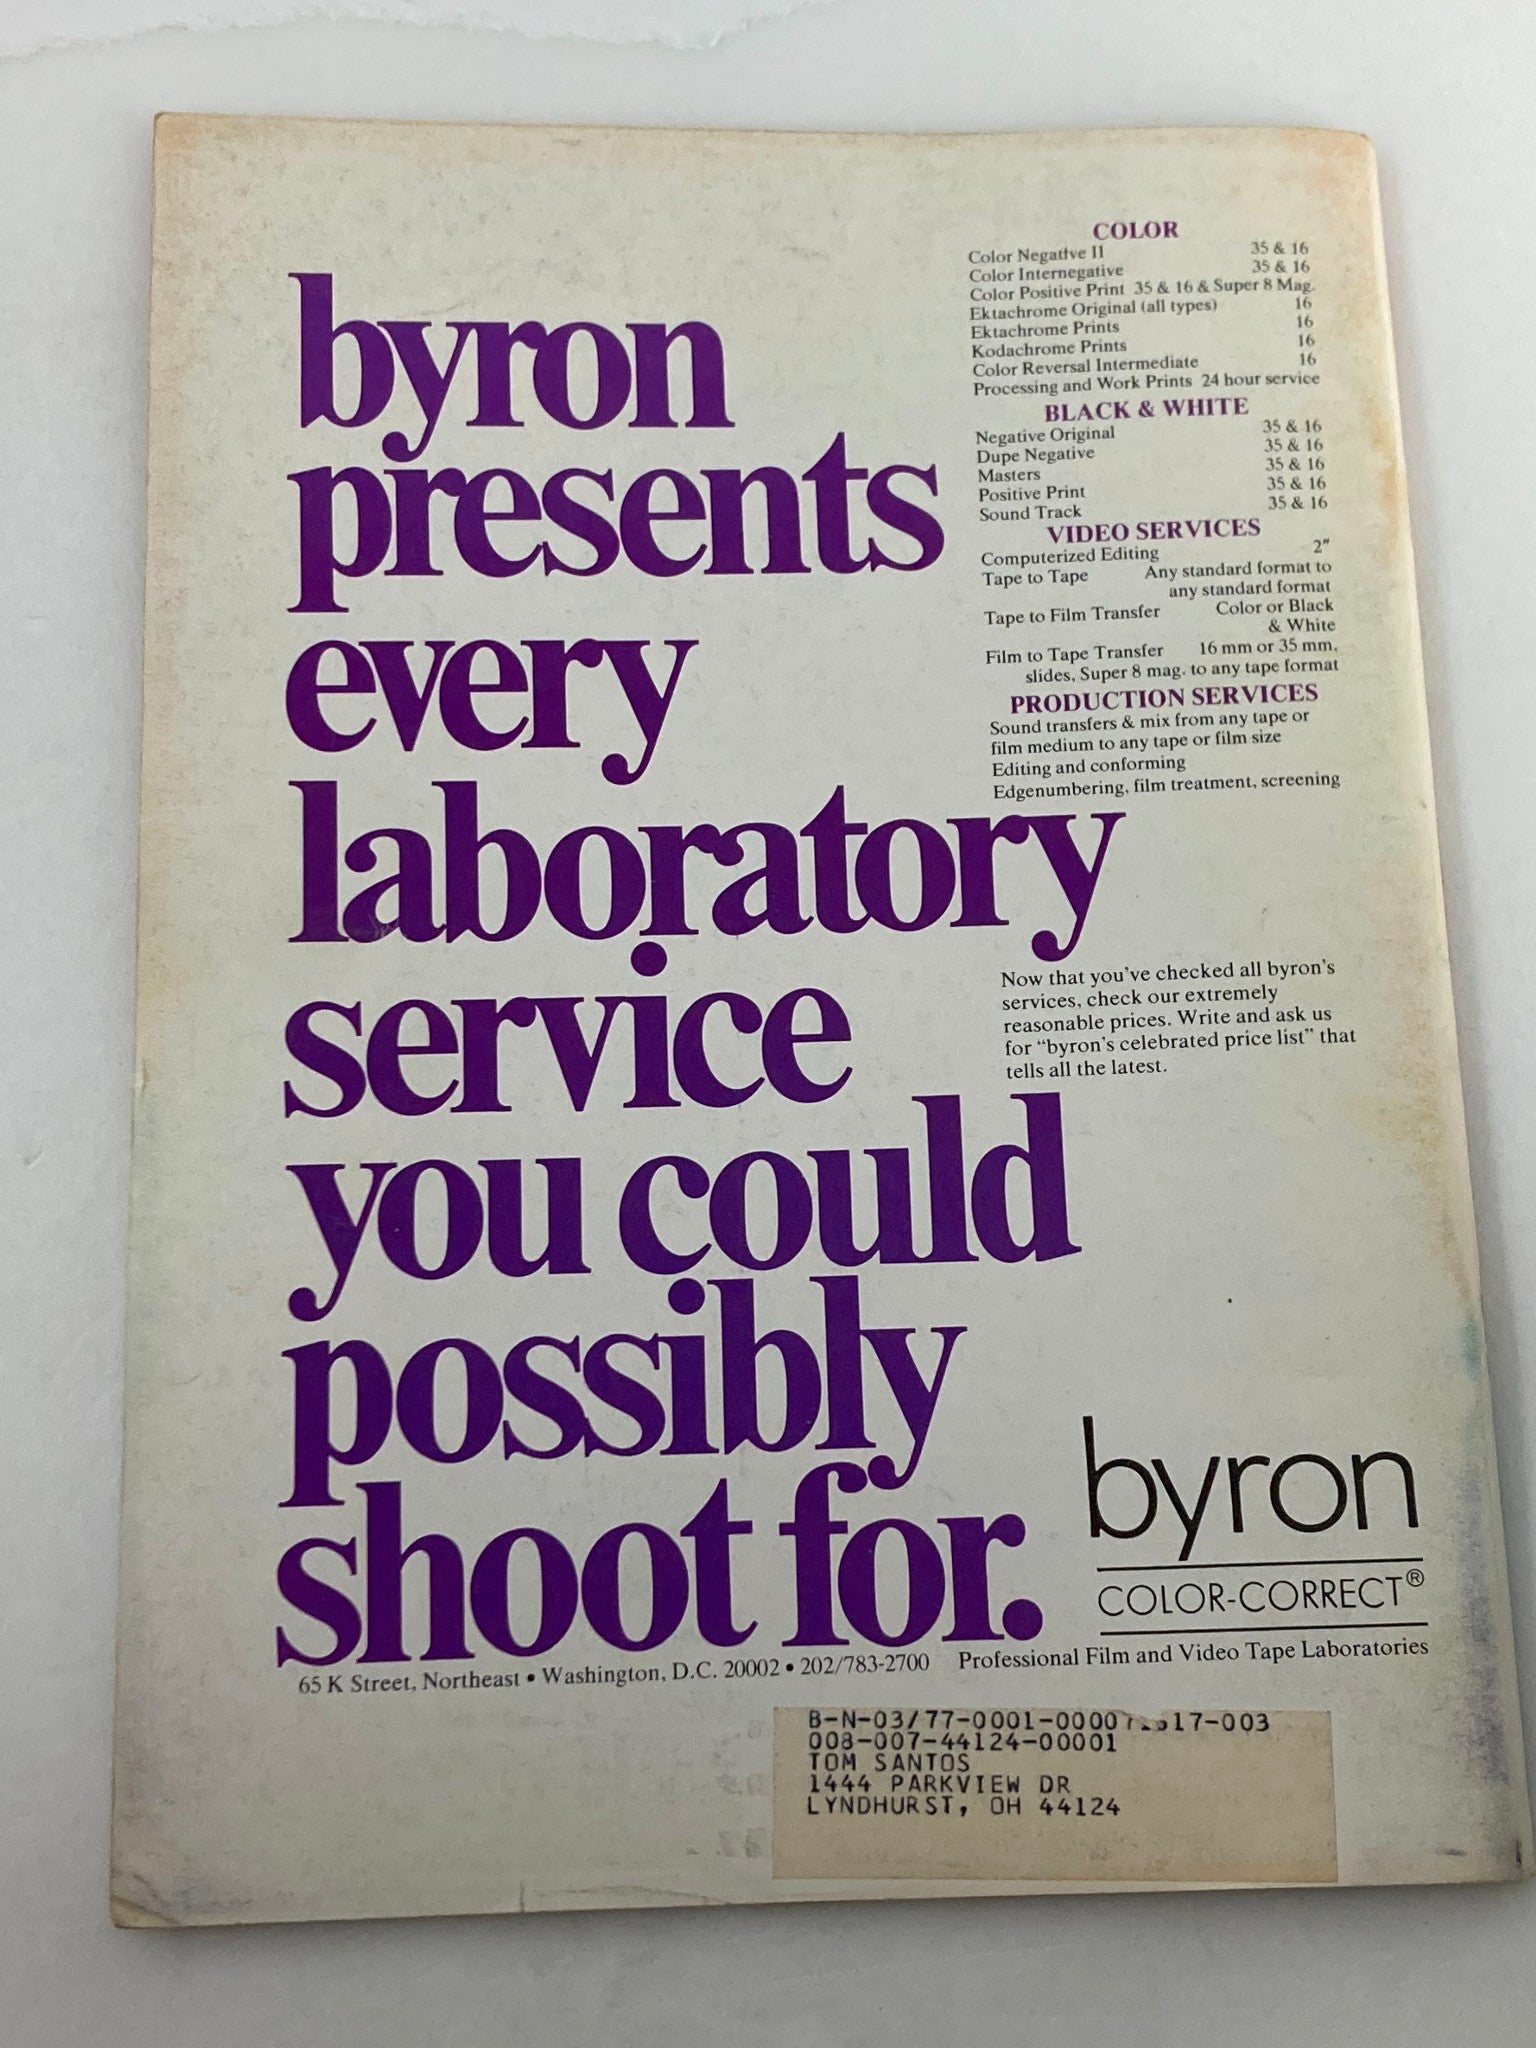 byron
presents
every
laboratory
service
you could
possibly
shoot for.
COLOR
Color Negative II 35 & 16
Color Internegative 35 & 16
Color Positive Print 35 & 16 & Super 8 Mag.
Ektachrome Original (all types) 16
Ektachrome Prints 16
Kodachrome Prints 16
Color Reversal Intermediate 16
Processing and Work Prints 24 hour service
BLACK & WHITE
Negative Original 35 & 16
Dupe Negative 35 & 16
Masters 35 & 16
Positive Print 35 & 16
Sound Track 35 & 16
VIDEO SERVICES
Computerized Editing 2"
Tape to Tape Any standard format to
any standard format
Tape to Film Transfer Color or Black
& White
Film to Tape Transfer 16 mm or 35 mm,
slides, Super 8 mag. to any tape format
PRODUCTION SERVICES
Sound transfers & mix from any tape or
film medium to any tape or film size
Editing and conforming
Edgenumbering, film treatment, screening
Now that you've checked all byron's
services, check our extremely
reasonable prices. Write and ask us
for “byron's celebrated price list” that
tells all the latest.
byron
COLOR-CORRECT®
65 K Street, Northeast • Washington, D.C. 20002 • 202/783-2700 Professional Film and Video Tape Laboratories
008-007-44124-00001
TOM SANTOS
1444 PARKVIEW DR
LYNDHURST, OH 44124